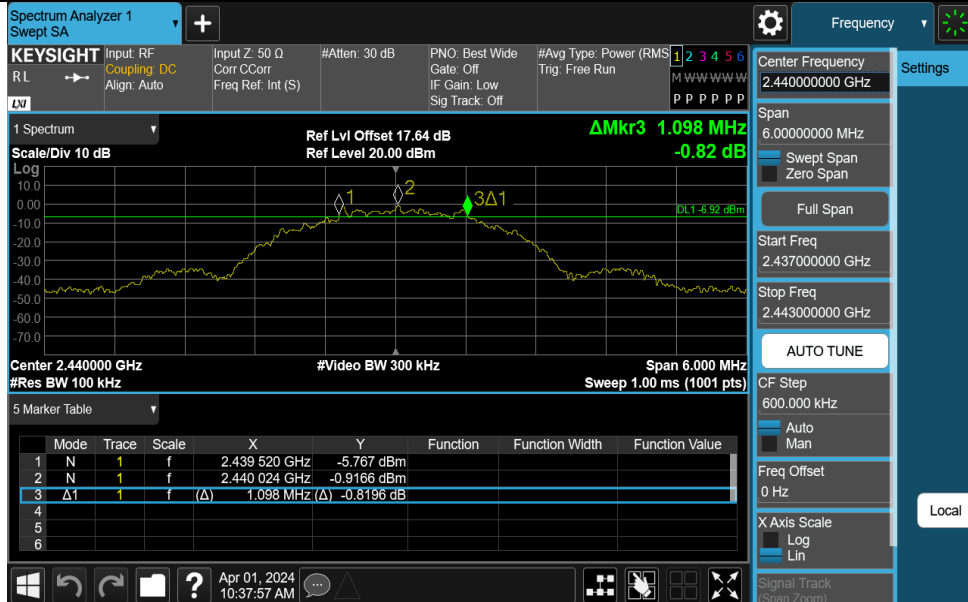 Spectrum Analyzer 1
Swept SA
+
Frequency
KEYSIGHT
RL
LXI
Input: RF
Coupling: DC
Align: Auto
Input Z: 50 Ω
Corr CCorr
Freq Ref: Int (S)
#Atten: 30 dB
PNO: Best Wide
Gate: Off
IF Gain: Low
Sig Track: Off
#Avg Type: Power (RMS
Trig: Free Run
1 2 3 4 5 6
M W W W W W
P P P P P P
1 Spectrum
Scale/Div 10 dB
Log
Ref Lvl Offset 17.64 dB
Ref Level 20.00 dBm
ΔMkr3 1.098 MHz
-0.82 dB
10.0
0.00
-10.0
-20.0
-30.0
-40.0
-50.0
-60.0
-70.0
1
2
3Δ1
DL1 -6.92 dBm
Center 2.440000 GHz
#Video BW 300 kHz
Span 6.000 MHz
#Res BW 100 kHz
Sweep 1.00 ms (1001 pts)
5 Marker Table
Mode Trace Scale X Y Function Function Width Function Value
1 N 1 f 2.439 520 GHz -5.767 dBm
2 N 1 f 2.440 024 GHz -0.9166 dBm
3 Δ1 1 f (Δ) 1.098 MHz (Δ) -0.8196 dB
4
5
6
Apr 01, 2024
10:37:57 AM
?
Center Frequency
2.440000000 GHz
Span
6.00000000 MHz
Swept Span
Zero Span
Full Span
Start Freq
2.437000000 GHz
Stop Freq
2.443000000 GHz
AUTO TUNE
CF Step
600.000 kHz
Auto
Man
Freq Offset
0 Hz
X Axis Scale
Log
Lin
Signal Track
(Span Zoom)
Settings
Local